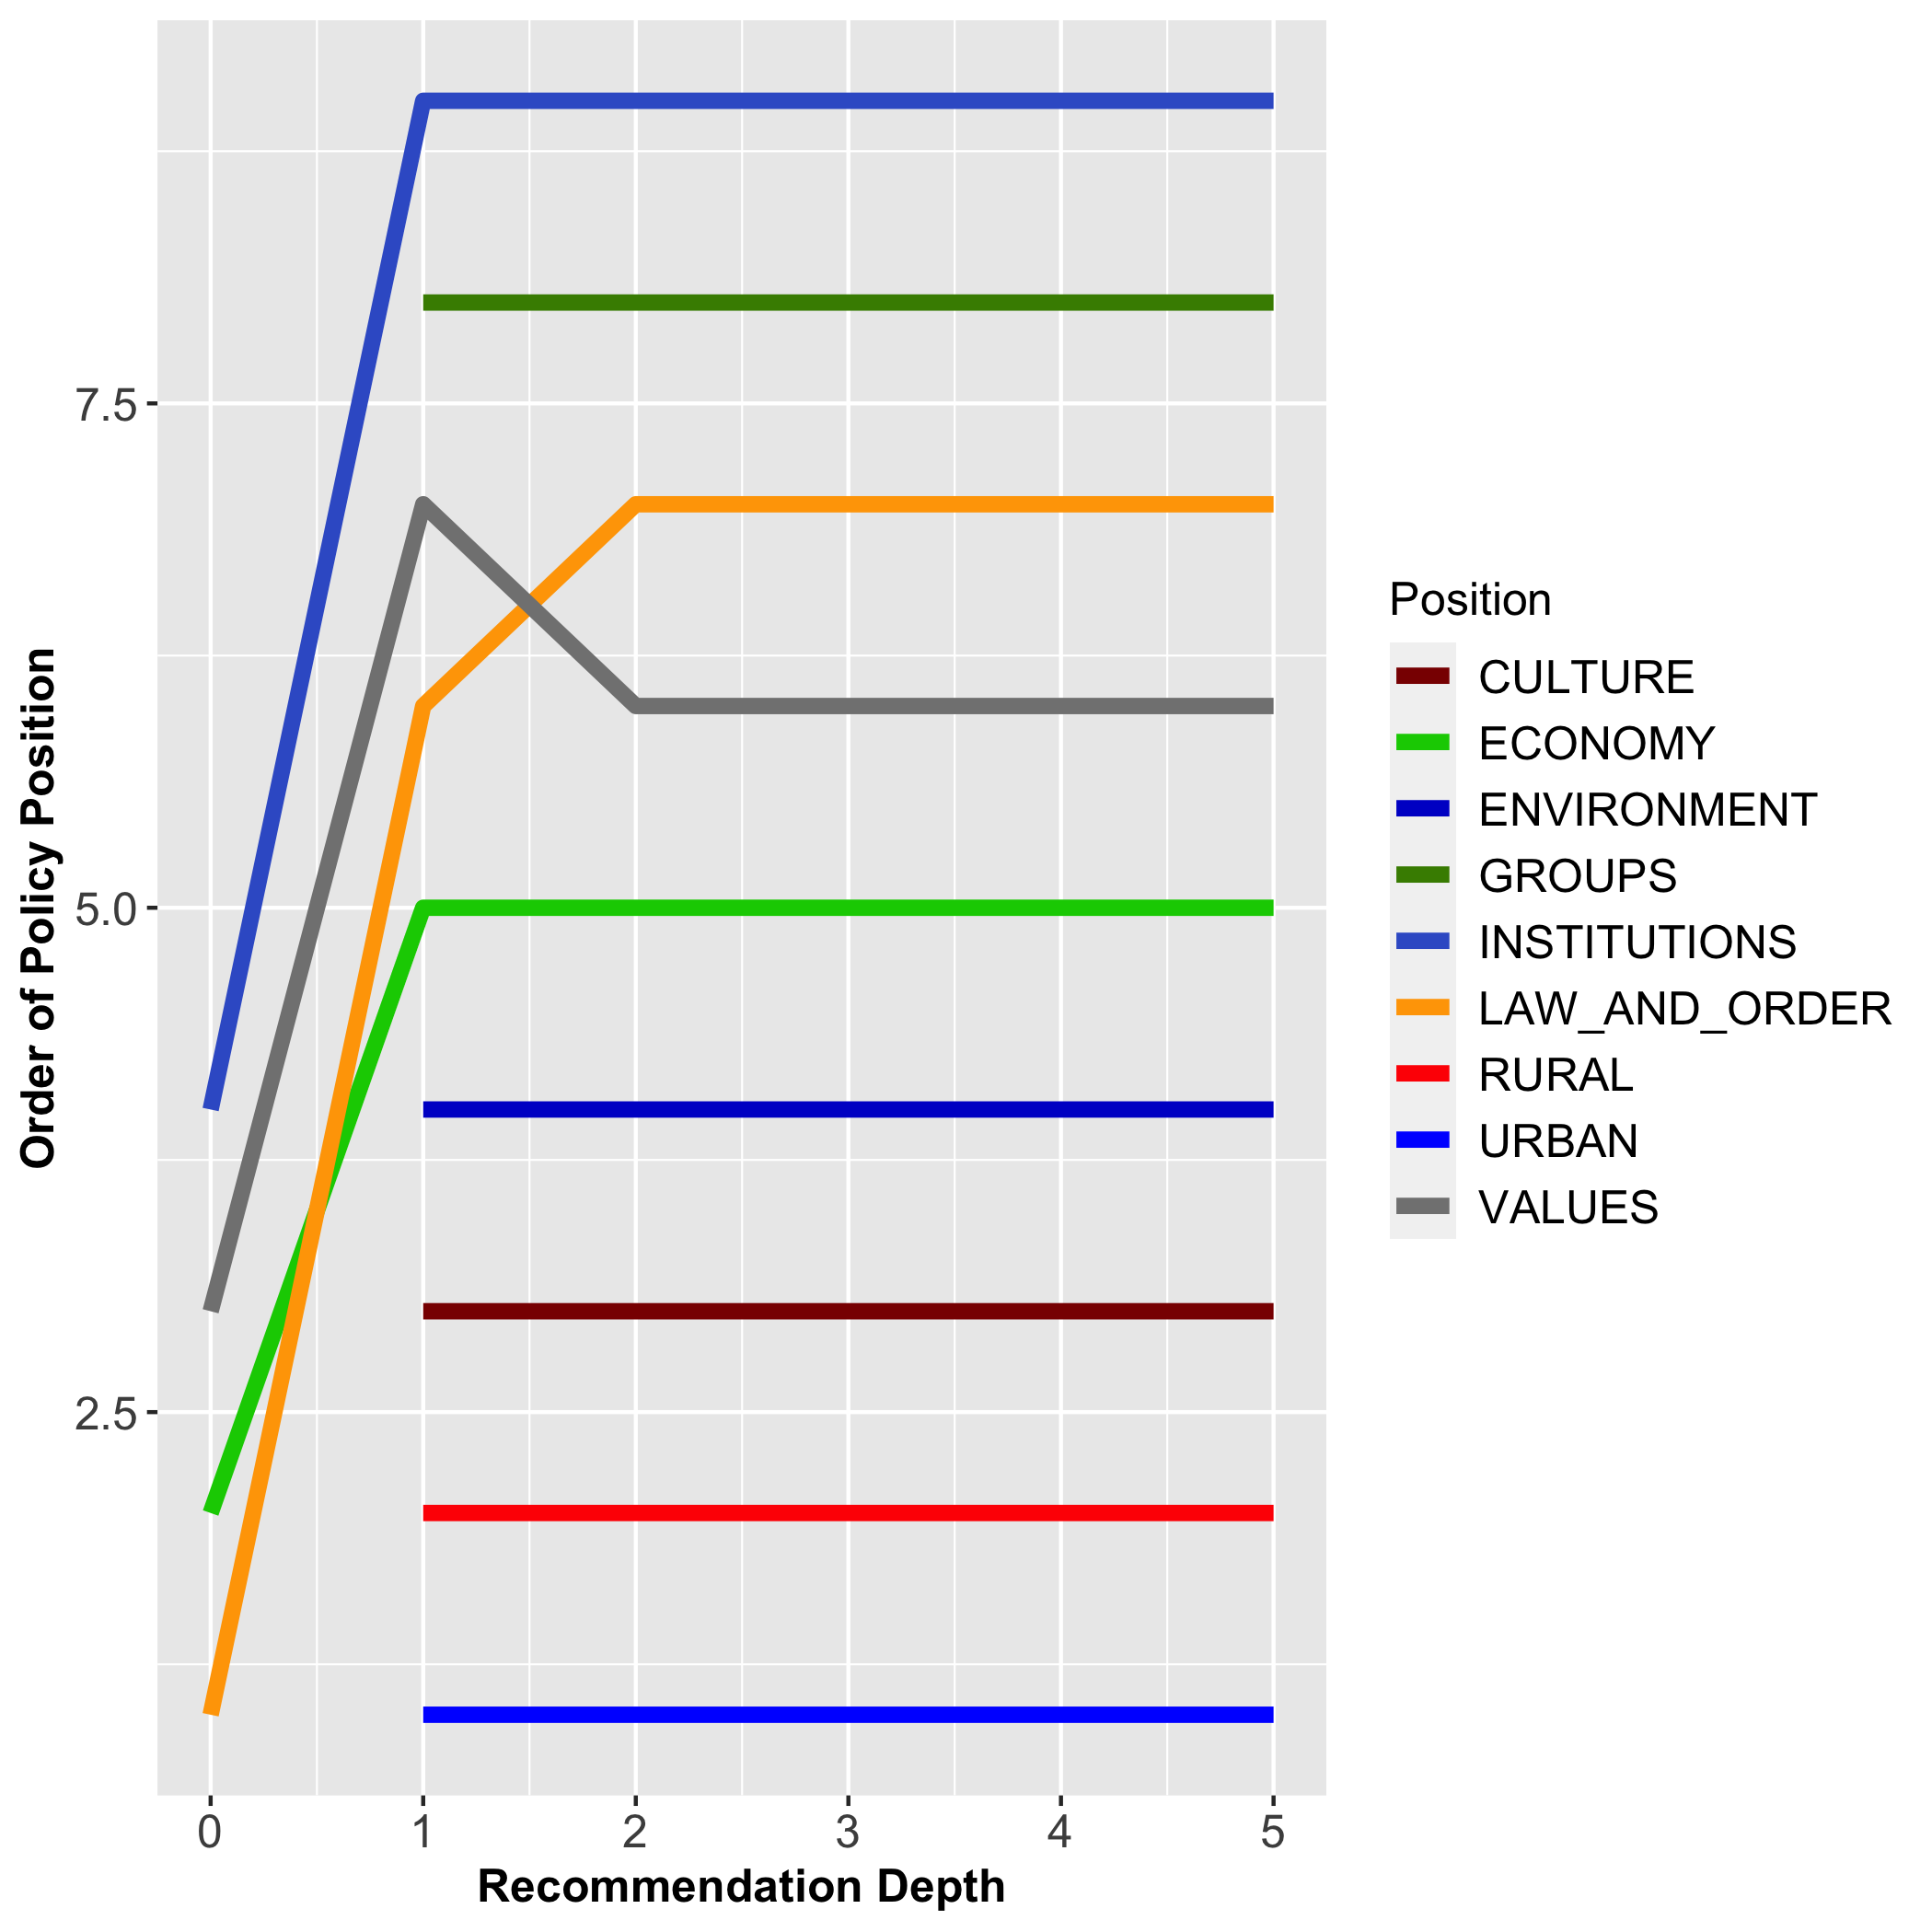 Order of Policy Position
7.5
5.0
2.5
0 1 2 3 4 5
Recommendation Depth
Position
CULTURE
ECONOMY
ENVIRONMENT
GROUPS
INSTITUTIONS
LAW_AND_ORDER
RURAL
URBAN
VALUES